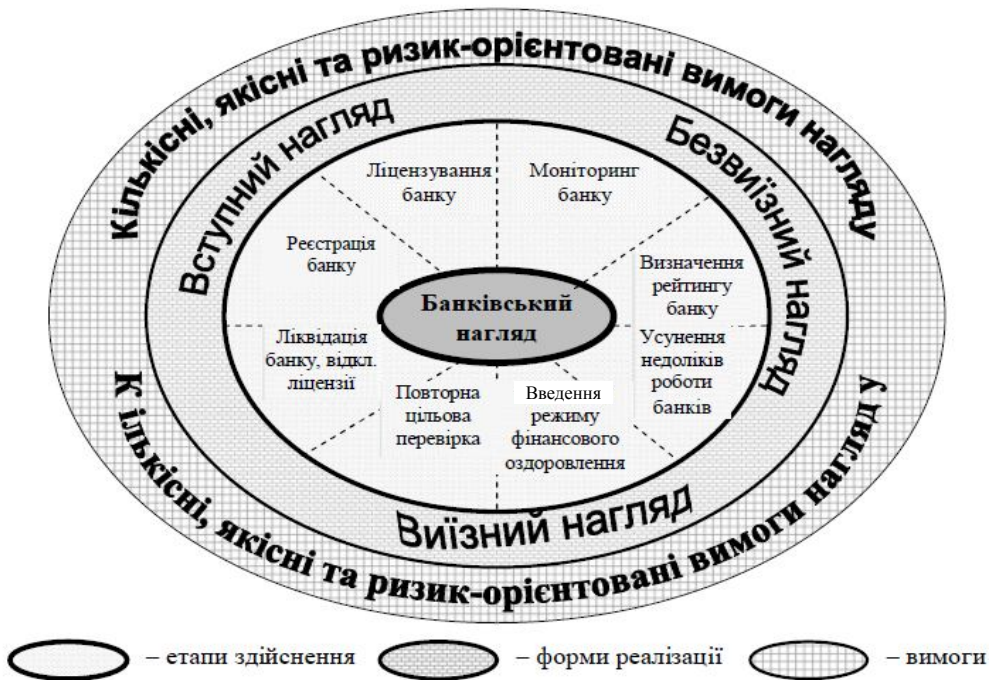 Кількісні, якісні та ризик-орієнтовані вимоги нагляду
Вступний нагляд
Безвиїзний нагляд
Ліцензування
банку
Моніторинг
банку
Реєстрація
банку
Визначення
рейтингу
банку
Банківський
нагляд
Ліквідація
банку, відкл.
ліцензії
Усунення
недоліків
роботи
банків
Повторна
цільова
перевірка
Введення
режиму
фінансового
оздоровлення
Виїзний нагляд
К ількісні, якісні та ризик-орієнтовані вимоги нагляд у
– етапи здійснення
– форми реалізації
– вимоги